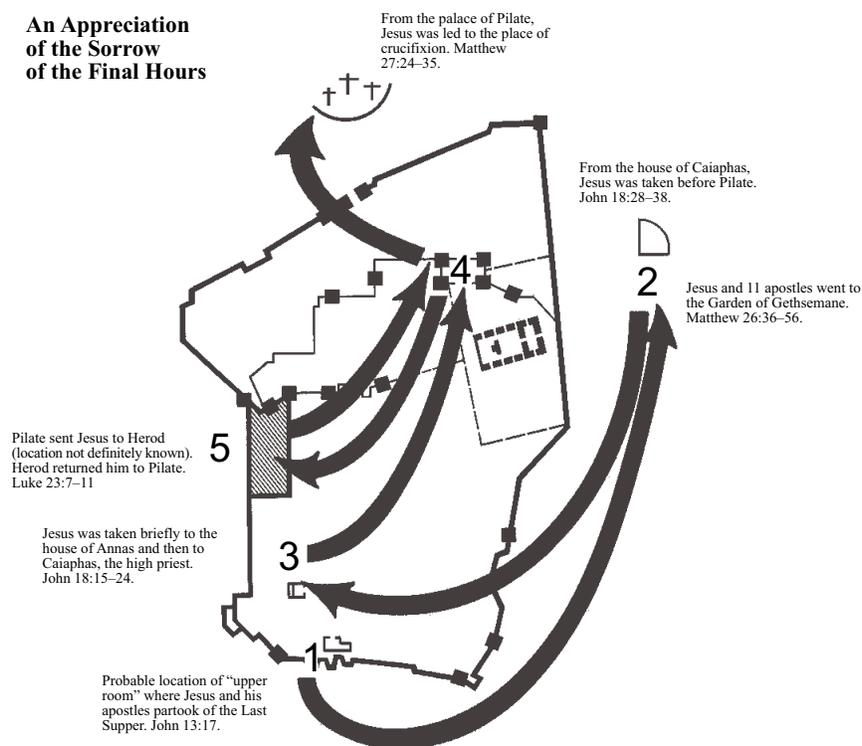 An Appreciation
of the Sorrow
of the Final Hours
From the palace of Pilate,
Jesus was led to the place of
crucifixion. Matthew
27:24–35.
From the house of Caiaphas,
Jesus was taken before Pilate.
John 18:28–38.
4
2
Jesus and 11 apostles went to
the Garden of Gethsemane.
Matthew 26:36–56.
Pilate sent Jesus to Herod
(location not definitely known).
Herod returned him to Pilate.
Luke 23:7–11
5
Jesus was taken briefly to the
house of Annas and then to
Caiaphas, the high priest.
John 18:15–24.
3
1
Probable location of “upper
room” where Jesus and his
apostles partook of the Last
Supper. John 13:17.